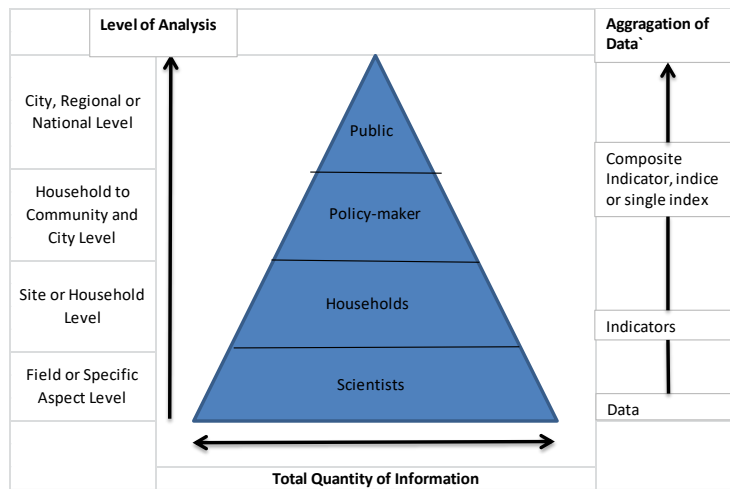 Level of Analysis
Aggragation of
Data`
City, Regional or
National Level
Public
Composite
Indicator, indice
or single index
Household to
Community and
City Level
Policy-maker
Site or Household
Level
Households
Indicators
Field or Specific
Aspect Level
Scientists
Data
Total Quantity of Information